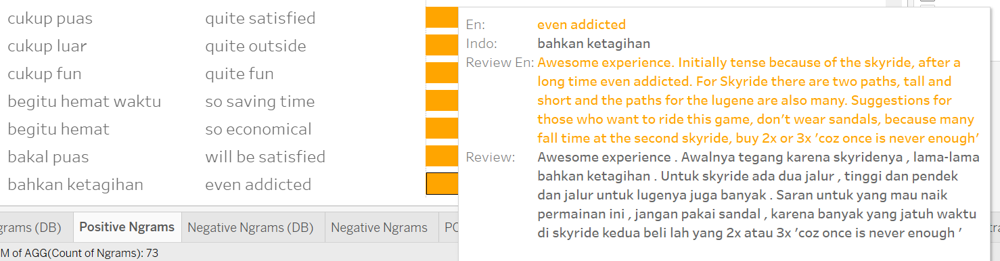 cukup puas quite satisfied
cukup luar quite outside
cukup fun quite fun
begitu hemat waktu so saving time
begitu hemat so economical
bakal puas will be satisfied
bahkan ketagihan even addicted
En: even addicted
Indo: bahkan ketagihan
Review En: Awesome experience. Initially tense because of the skyride, after a
long time even addicted. For Skyride there are two paths, tall and
short and the paths for the lugene are also many. Suggestions for
those who want to ride this game, don't wear sandals, because many
fall time at the second skyride, buy 2x or 3x 'coz once is never enough'
Review: Awesome experience . Awalnya tegang karena skyridenya , lama-lama
bahkan ketagihan . Untuk skyride ada dua jalur , tinggi dan pendek
dan jalur untuk lugenya juga banyak . Saran untuk yang mau naik
permainan ini , jangan pakai sandal , karena banyak yang jatuh waktu
di skyride kedua beli lah yang 2x atau 3x 'coz once is never enough '
grams (DB) Positive Ngrams Negative Ngrams (DB) Negative Ngrams PO
M of AGG(Count of Ngrams): 73